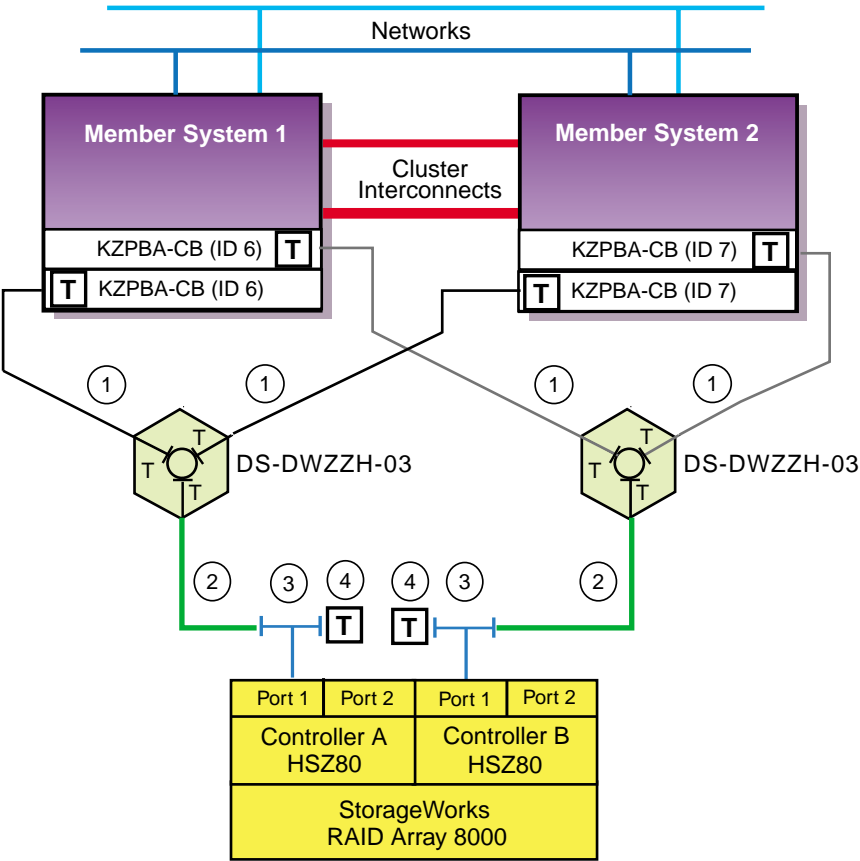 Networks
Member System 1
Member System 2
Cluster
Interconnects
KZPBA-CB (ID 6) T
KZPBA-CB (ID 7) T
T KZPBA-CB (ID 6)
T KZPBA-CB (ID 7)
1
1
1
1
T
T
T
DS-DWZZH-03
T
T
T
DS-DWZZH-03
2
3
4
4
3
2
T
T
Port 1
Port 2
Port 1
Port 2
Controller A
HSZ80
Controller B
HSZ80
StorageWorks
RAID Array 8000